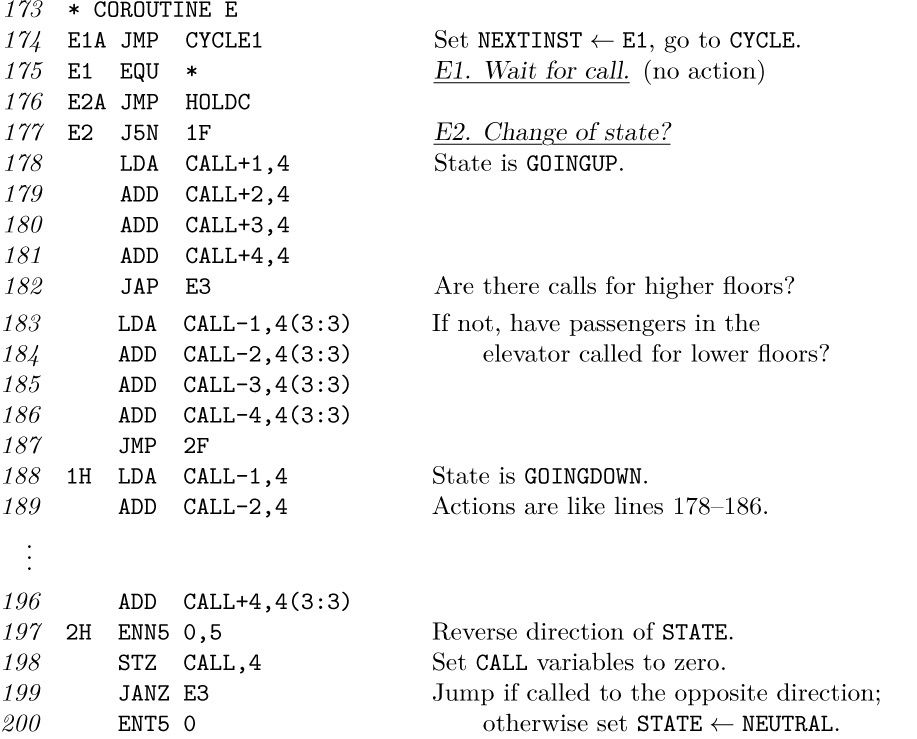 173 * COROUTINE E
174 E1A JMP CYCLE1 Set NEXTINST ← E1, go to CYCLE.
175 E1 EQU * E1. Wait for call. (no action)
176 E2A JMP HOLDC
177 E2 J5N 1F E2. Change of state?
178 LDA CALL+1,4 State is GOINGUP.
179 ADD CALL+2,4
180 ADD CALL+3,4
181 ADD CALL+4,4
182 JAP E3 Are there calls for higher floors?
183 LDA CALL-1,4(3:3) If not, have passengers in the
184 ADD CALL-2,4(3:3) elevator called for lower floors?
185 ADD CALL-3,4(3:3)
186 ADD CALL-4,4(3:3)
187 JMP 2F
188 1H LDA CALL-1,4 State is GOINGDOWN.
189 ADD CALL-2,4 Actions are like lines 178–186.
⋮
196 ADD CALL+4,4(3:3)
197 2H ENN5 0,5 Reverse direction of STATE.
198 STZ CALL,4 Set CALL variables to zero.
199 JANZ E3 Jump if called to the opposite direction;
200 ENT5 0 otherwise set STATE ← NEUTRAL.